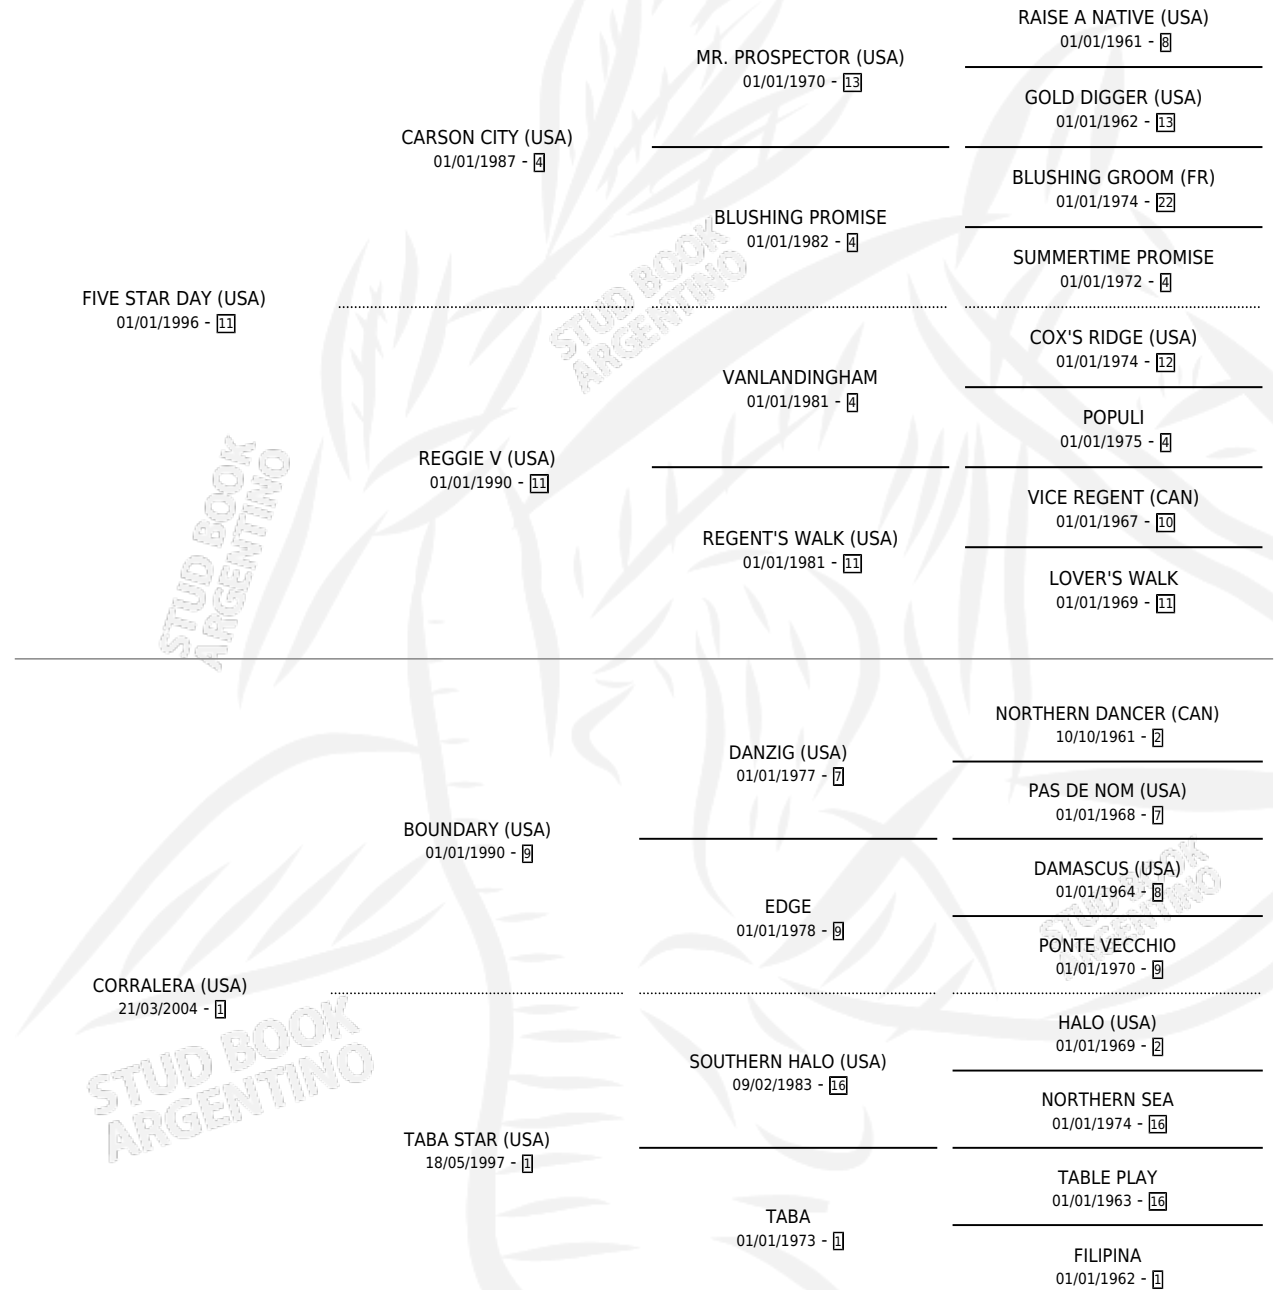 RAISE A NATIVE (USA)
01/01/1961 - 8
MR. PROSPECTOR (USA)
01/01/1970 - 13
GOLD DIGGER (USA)
01/01/1962 - 13
CARSON CITY (USA)
01/01/1987 - 4
BLUSHING GROOM (FR)
01/01/1974 - 22
BLUSHING PROMISE
01/01/1982 - 4
SUMMERTIME PROMISE
01/01/1972 - 4
FIVE STAR DAY (USA)
01/01/1996 - 11
STUD BOOK
ARGENTINO
COX'S RIDGE (USA)
01/01/1974 - 12
VANLANDINGHAM
01/01/1981 - 4
POPULI
01/01/1975 - 4
REGGIE V (USA)
01/01/1990 - 11
VICE REGENT (CAN)
01/01/1967 - 10
REGENT'S WALK (USA)
01/01/1981 - 11
LOVER'S WALK
01/01/1969 - 11
STUD BOOK
ARGENTINO
NORTHERN DANCER (CAN)
10/10/1961 - 2
DANZIG (USA)
01/01/1977 - 7
PAS DE NOM (USA)
01/01/1968 - 7
BOUNDARY (USA)
01/01/1990 - 9
DAMASCUS (USA)
01/01/1964 - 8
STUD BOOK
ARGENTINO
EDGE
01/01/1978 - 9
PONTE VECCHIO
01/01/1970 - 9
CORRALERA (USA)
21/03/2004 - 1
STUD BOOK
ARGENTINO
HALO (USA)
01/01/1969 - 2
SOUTHERN HALO (USA)
09/02/1983 - 16
NORTHERN SEA
01/01/1974 - 16
TABA STAR (USA)
18/05/1997 - 1
TABLE PLAY
01/01/1963 - 16
TABA
01/01/1973 - 1
FILIPINA
01/01/1962 - 1